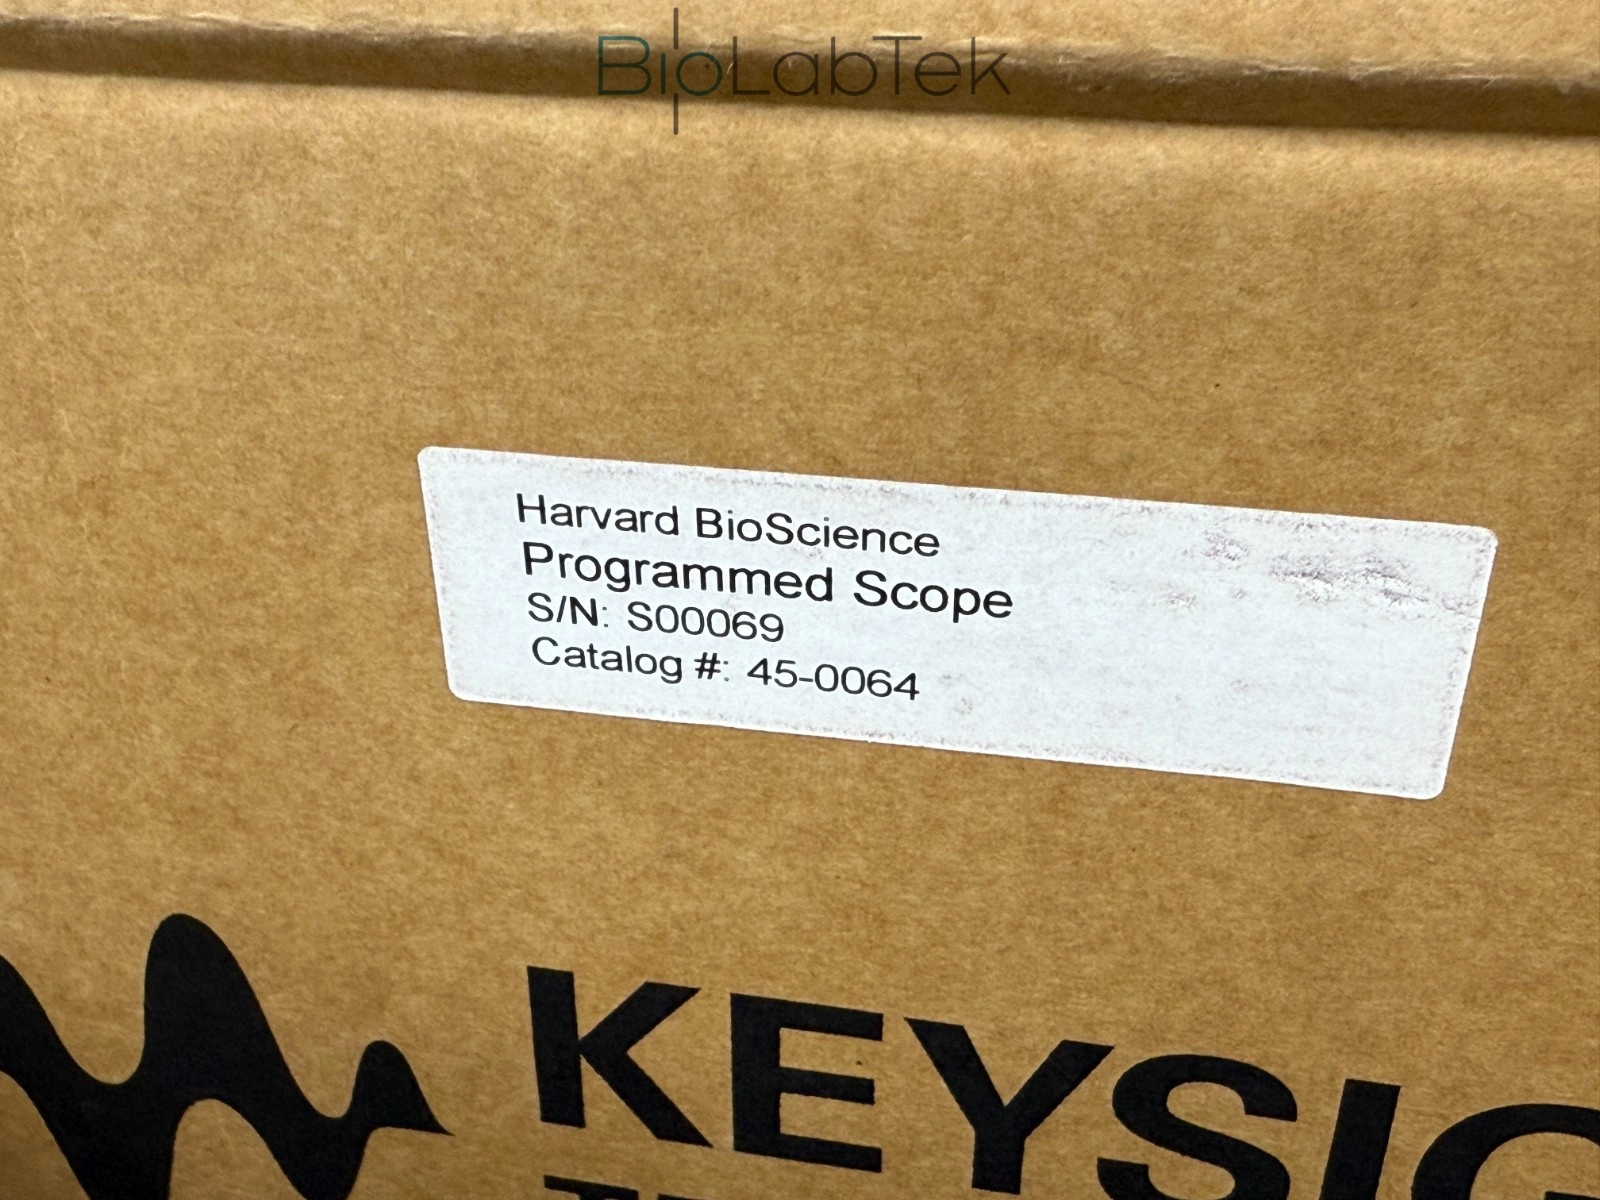 BioLabTek
Harvard BioScience
Programmed Scope
S/N: S00069
Catalog #: 45-0064
KEYSIG